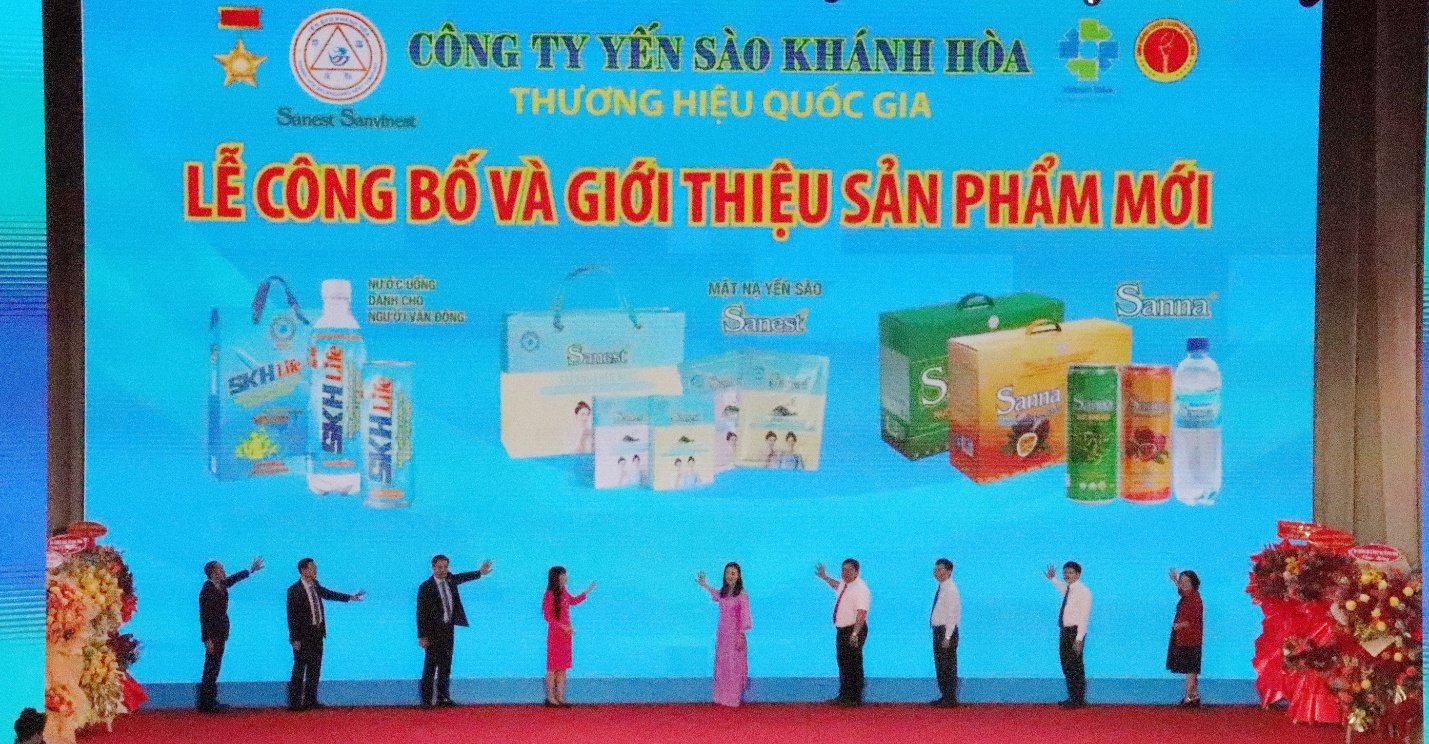 CÔNG TY YẾN SÀO KHÁNH HÒA
THƯƠNG HIỆU QUỐC GIA
Sanest Sanvinest
LỄ CÔNG BỐ VÀ GIỚI THIỆU SẢN PHẨM MỚI
NƯỚC UỐNG
DÀNH CHO
NGƯỜI VẬN ĐỘNG
SKH Life
SKH Life
SKH Life
MẶT NẠ YẾN SÀO
Sanest
Sanest
Sanna
Sanna
Sanna
Sanna